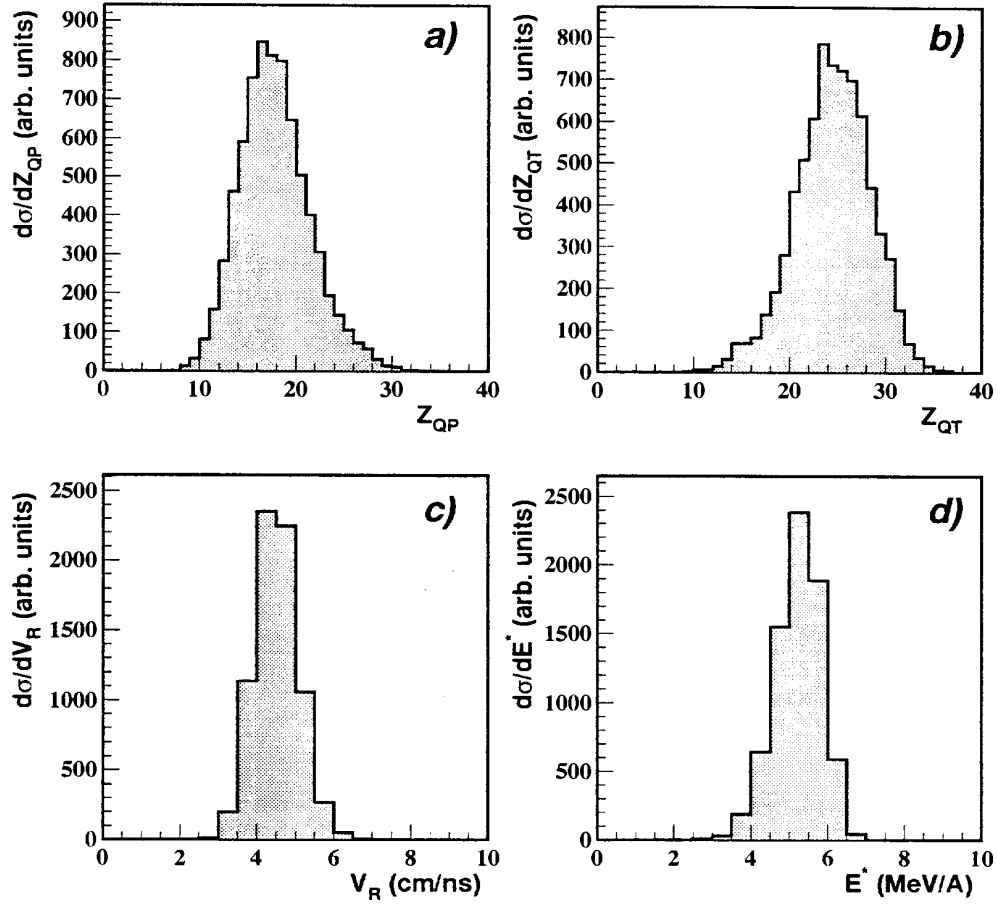 a)
dσ/dZ_QP (arb. units)
900
800
700
600
500
400
300
200
100
0
0 10 20 30 40
Z_QP
b)
dσ/dZ_QT (arb. units)
800
700
600
500
400
300
200
100
0
0 10 20 30 40
Z_QT
c)
dσ/dV_R (arb. units)
2500
2000
1500
1000
500
0
0 2 4 6 8 10
V_R (cm/ns)
d)
dσ/dE* (arb. units)
2500
2000
1500
1000
500
0
0 2 4 6 8 10
E* (MeV/A)